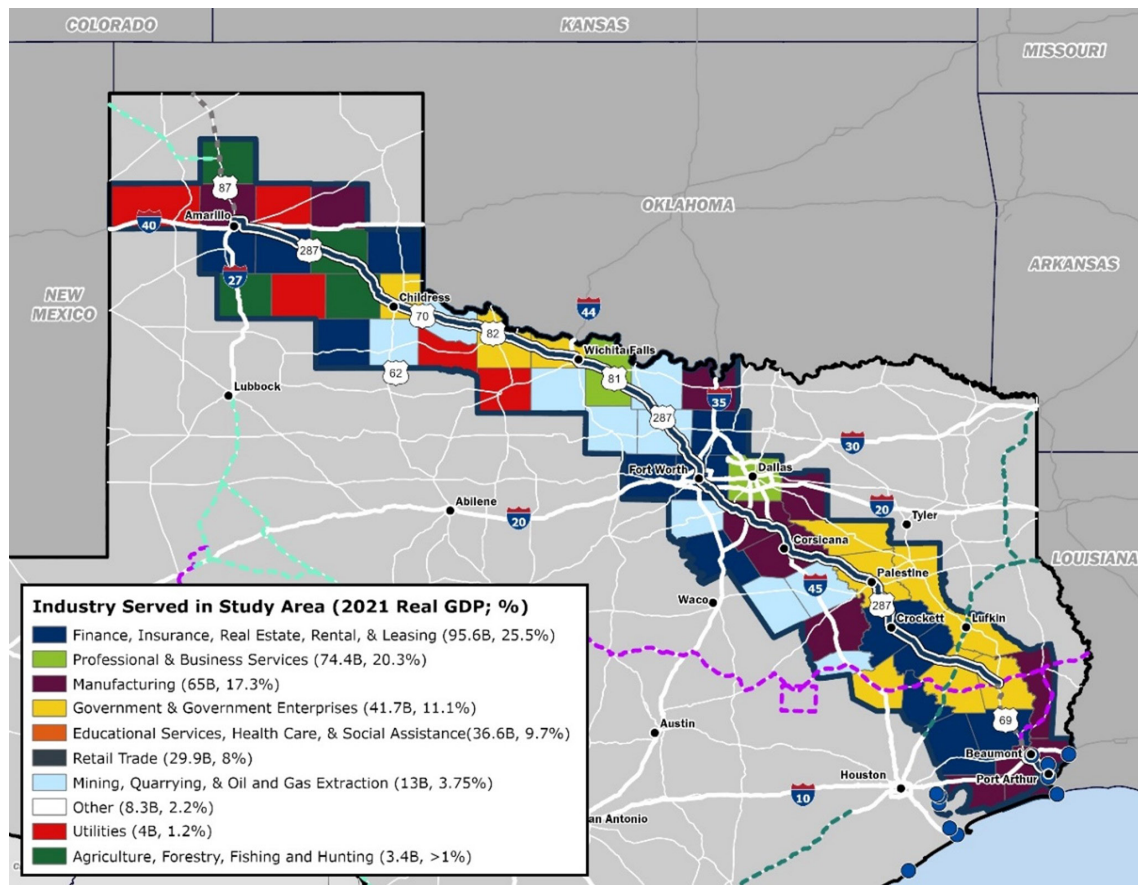 COLORADO
KANSAS
MISSOURI
87
OKLAHOMA
Amarillo
40
287
ARKANSAS
27
NEW
MEXICO
Childress
44
70
82
Wichita Falls
62
81
Lubbock
35
287
30
Fort Worth
Dallas
Abilene
20
20
Tyler
Corsicana
LOUISIANA
Palestine
45
Waco
287
Crockett
Lufkin
69
Austin
Beaumont
Houston
Port Arthur
10
an Antonio
Industry Served in Study Area (2021 Real GDP; %)
Finance, Insurance, Real Estate, Rental, & Leasing (95.6B, 25.5%)
Professional & Business Services (74.4B, 20.3%)
Manufacturing (65B, 17.3%)
Government & Government Enterprises (41.7B, 11.1%)
Educational Services, Health Care, & Social Assistance(36.6B, 9.7%)
Retail Trade (29.9B, 8%)
Mining, Quarrying, & Oil and Gas Extraction (13B, 3.75%)
Other (8.3B, 2.2%)
Utilities (4B, 1.2%)
Agriculture, Forestry, Fishing and Hunting (3.4B, >1%)